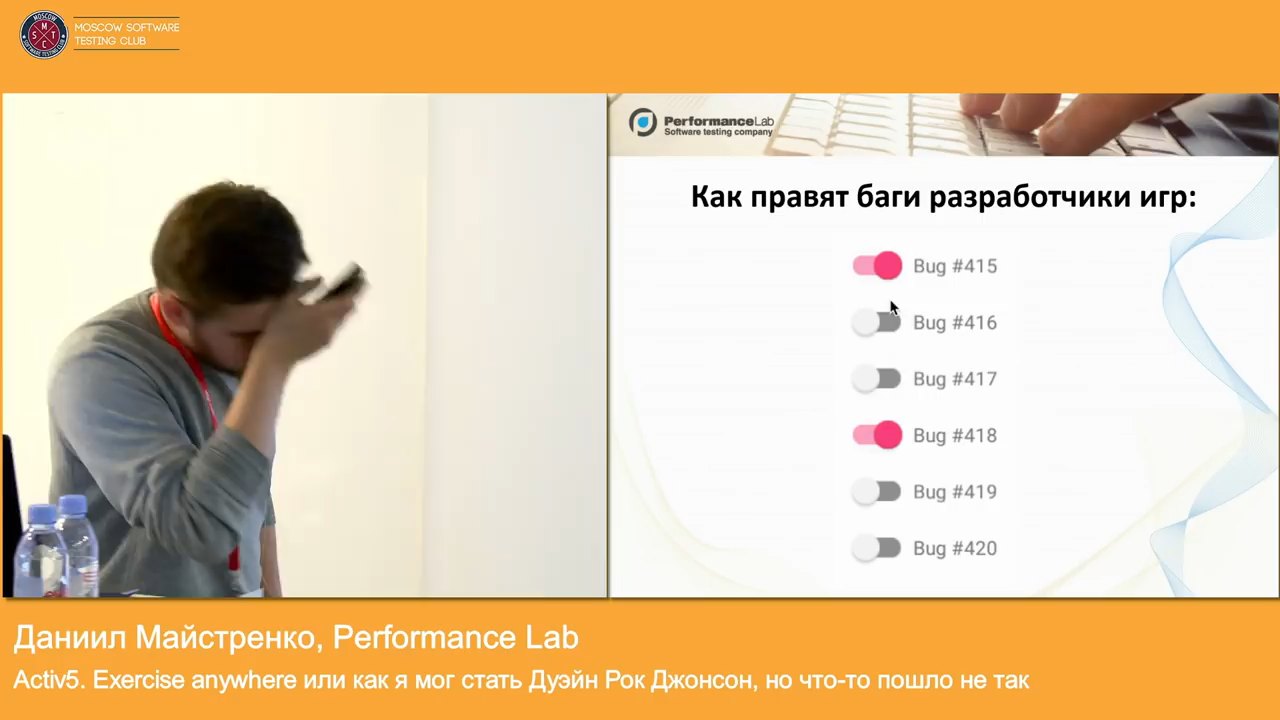 MOSCOW SOFTWARE
TESTING CLUB
M
S T
C
PerformanceLab
Software testing company
Как правят баги разработчики игр:
Bug #415
Bug #416
Bug #417
Bug #418
Bug #419
Bug #420
Даниил Майстренко, Performance Lab
Activ5. Exercise anywhere или как я мог стать Дуэйн Рок Джонсон, но что-то пошло не так